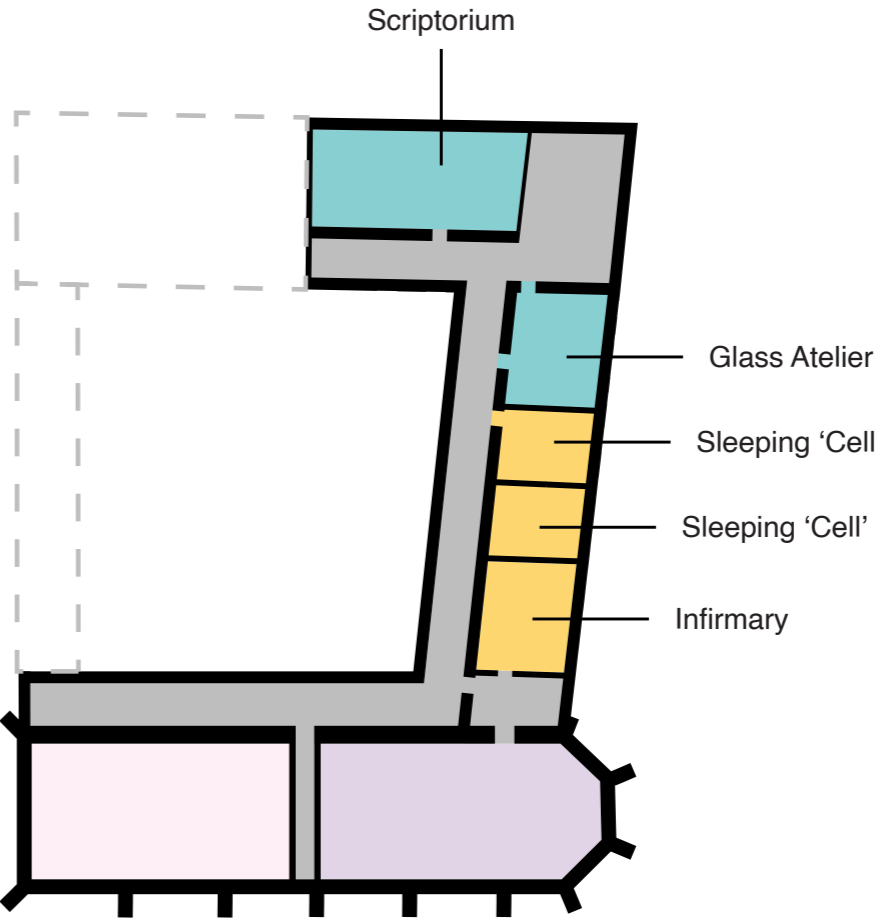 Scriptorium
Glass Atelier
Sleeping ‘Cell
Sleeping ‘Cell’
Infirmary